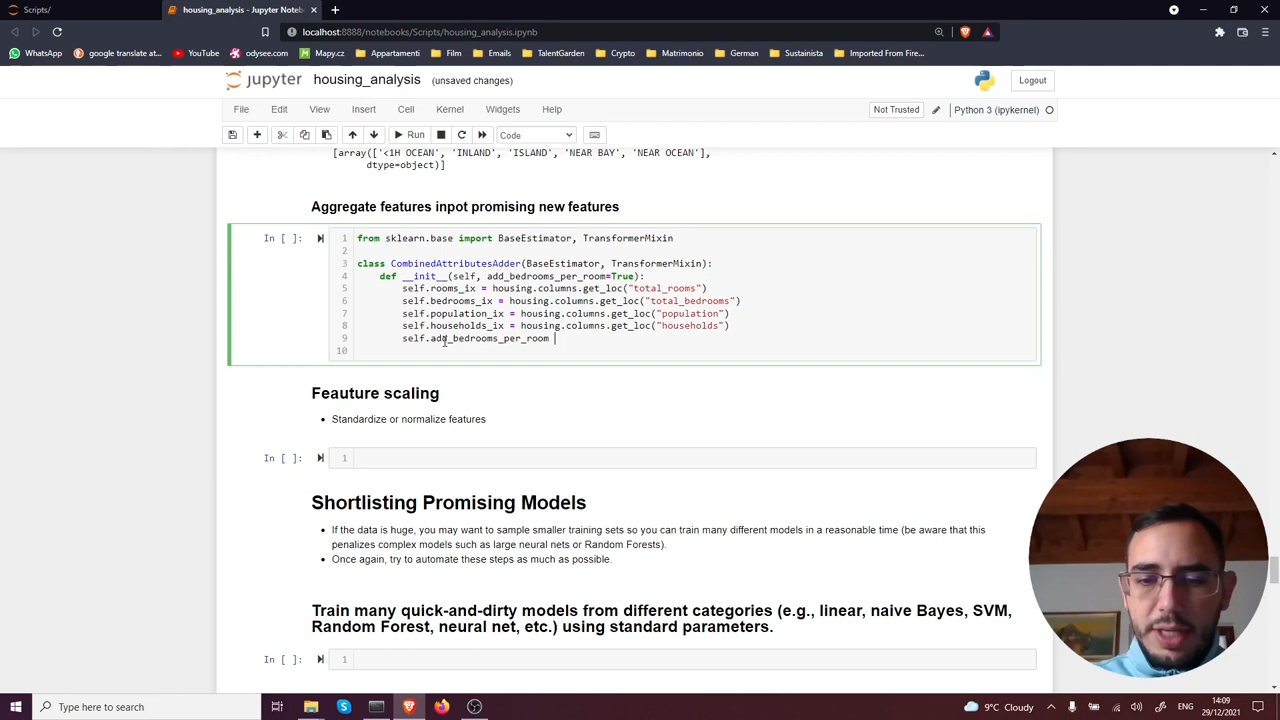 Scripts/
housing_analysis - Jupyter Noteb
localhost:8888/notebooks/Scripts/housing_analysis.ipynb
WhatsApp google translate at... YouTube odysee.com Mapy.cz Appartamenti Film Emails TalentGarden Crypto Matrimonio German Sustainista Imported From Fire...
jupyter housing_analysis (unsaved changes) Logout
File Edit View Insert Cell Kernel Widgets Help Not Trusted Python 3 (ipykernel)
Run Code
[array(['<1H OCEAN', 'INLAND', 'ISLAND', 'NEAR BAY', 'NEAR OCEAN'],
dtype=object)]
Aggregate features inpot promising new features
In [ ]: 1 from sklearn.base import BaseEstimator, TransformerMixin
2
3 class CombinedAttributesAdder(BaseEstimator, TransformerMixin):
4 def __init__(self, add_bedrooms_per_room=True):
5 self.rooms_ix = housing.columns.get_loc("total_rooms")
6 self.bedrooms_ix = housing.columns.get_loc("total_bedrooms")
7 self.population_ix = housing.columns.get_loc("population")
8 self.households_ix = housing.columns.get_loc("households")
9 self.add_bedrooms_per_room
10
Feauture scaling
• Standardize or normalize features
In [ ]: 1
Shortlisting Promising Models
• If the data is huge, you may want to sample smaller training sets so you can train many different models in a reasonable time (be aware that this
penalizes complex models such as large neural nets or Random Forests).
• Once again, try to automate these steps as much as possible.
Train many quick-and-dirty models from different categories (e.g., linear, naive Bayes, SVM,
Random Forest, neural net, etc.) using standard parameters.
In [ ]: 1
Type here to search
9°C Cloudy
14:09
29/12/2021